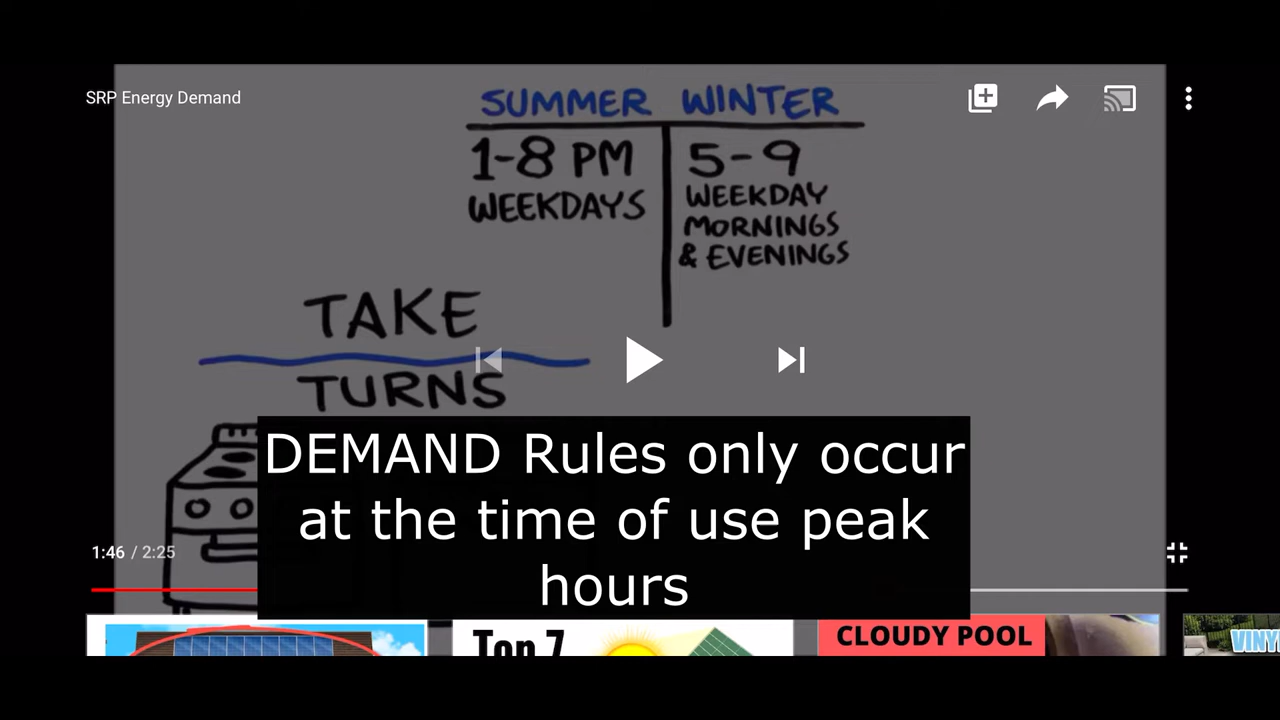 SRP Energy Demand
SUMMER WINTER
1-8 PM
WEEKDAYS
5-9
WEEKDAY
MORNINGS
& EVENINGS
TAKE
TURNS
DEMAND Rules only occur
at the time of use peak
hours
1:46 / 2:25
Top 7
CLOUDY POOL
VINY